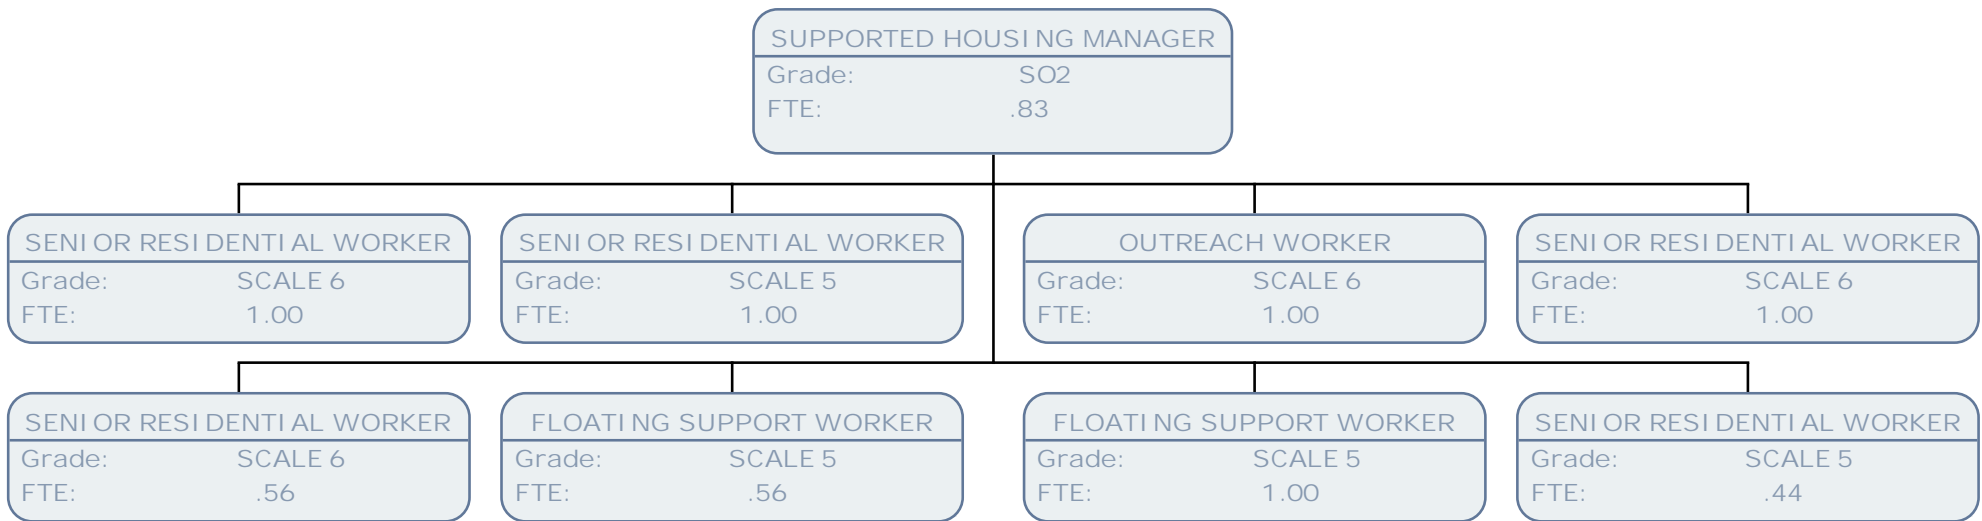 SUPPORTED HOUSING MANAGER
Grade: SO2
FTE: .83
SENIOR RESIDENTIAL WORKER
Grade: SCALE 6
FTE: 1.00
SENIOR RESIDENTIAL WORKER
Grade: SCALE 5
FTE: 1.00
OUTREACH WORKER
Grade: SCALE 6
FTE: 1.00
SENIOR RESIDENTIAL WORKER
Grade: SCALE 6
FTE: 1.00
SENIOR RESIDENTIAL WORKER
Grade: SCALE 6
FTE: .56
FLOATING SUPPORT WORKER
Grade: SCALE 5
FTE: .56
FLOATING SUPPORT WORKER
Grade: SCALE 5
FTE: 1.00
SENIOR RESIDENTIAL WORKER
Grade: SCALE 5
FTE: .44